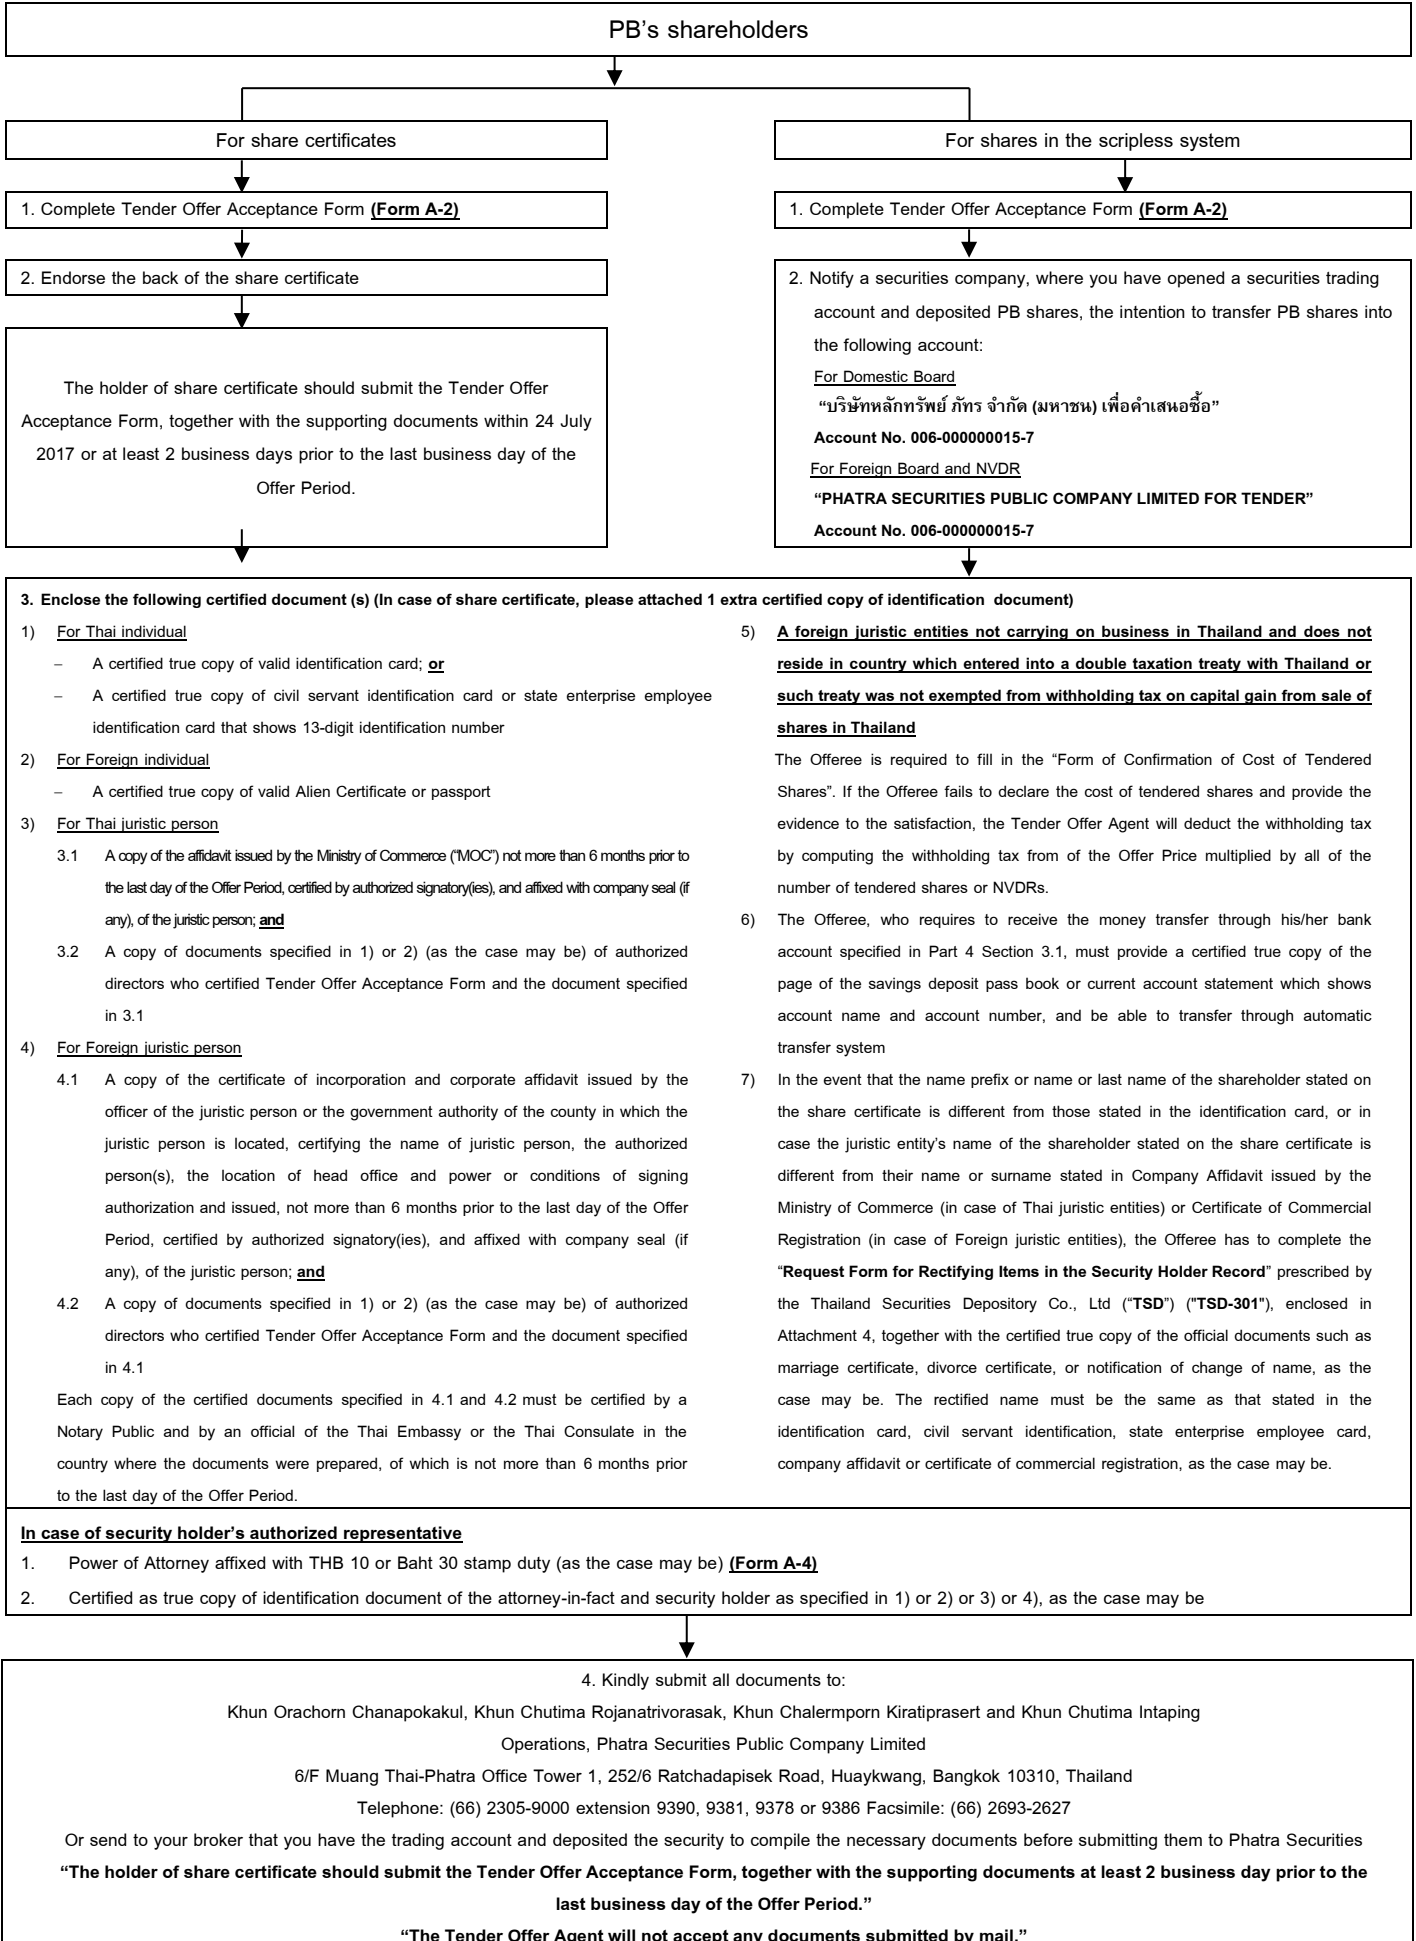 PB's shareholders
For share certificates
1. Complete Tender Offer Acceptance Form (Form A-2)
2. Endorse the back of the share certificate
The holder of share certificate should submit the Tender Offer
Acceptance Form, together with the supporting documents within 24 July
2017 or at least 2 business days prior to the last business day of the
Offer Period.
For shares in the scripless system
1. Complete Tender Offer Acceptance Form (Form A-2)
2. Notify a securities company, where you have opened a securities trading
account and deposited PB shares, the intention to transfer PB shares into
the following account:
For Domestic Board
“บริษัทหลักทรัพย์ ภัทร จำกัด (มหาชน) เพื่อคำเสนอซื้อ”
Account No. 006-000000015-7
For Foreign Board and NVDR
“PHATRA SECURITIES PUBLIC COMPANY LIMITED FOR TENDER”
Account No. 006-000000015-7
3. Enclose the following certified document (s) (In case of share certificate, please attached 1 extra certified copy of identification document)
1) For Thai individual
– A certified true copy of valid identification card; or
– A certified true copy of civil servant identification card or state enterprise employee
identification card that shows 13-digit identification number
2) For Foreign individual
– A certified true copy of valid Alien Certificate or passport
3) For Thai juristic person
3.1 A copy of the affidavit issued by the Ministry of Commerce (“MOC”) not more than 6 months prior to
the last day of the Offer Period, certified by authorized signatory(ies), and affixed with company seal (if
any), of the juristic person; and
3.2 A copy of documents specified in 1) or 2) (as the case may be) of authorized
directors who certified Tender Offer Acceptance Form and the document specified
in 3.1
4) For Foreign juristic person
4.1 A copy of the certificate of incorporation and corporate affidavit issued by the
officer of the juristic person or the government authority of the county in which the
juristic person is located, certifying the name of juristic person, the authorized
person(s), the location of head office and power or conditions of signing
authorization and issued, not more than 6 months prior to the last day of the Offer
Period, certified by authorized signatory(ies), and affixed with company seal (if
any), of the juristic person; and
4.2 A copy of documents specified in 1) or 2) (as the case may be) of authorized
directors who certified Tender Offer Acceptance Form and the document specified
in 4.1
Each copy of the certified documents specified in 4.1 and 4.2 must be certified by a
Notary Public and by an official of the Thai Embassy or the Thai Consulate in the
country where the documents were prepared, of which is not more than 6 months prior
to the last day of the Offer Period.
5) A foreign juristic entities not carrying on business in Thailand and does not
reside in country which entered into a double taxation treaty with Thailand or
such treaty was not exempted from withholding tax on capital gain from sale of
shares in Thailand
The Offeree is required to fill in the “Form of Confirmation of Cost of Tendered
Shares”. If the Offeree fails to declare the cost of tendered shares and provide the
evidence to the satisfaction, the Tender Offer Agent will deduct the withholding tax
by computing the withholding tax from of the Offer Price multiplied by all of the
number of tendered shares or NVDRs.
6) The Offeree, who requires to receive the money transfer through his/her bank
account specified in Part 4 Section 3.1, must provide a certified true copy of the
page of the savings deposit pass book or current account statement which shows
account name and account number, and be able to transfer through automatic
transfer system
7) In the event that the name prefix or name or last name of the shareholder stated on
the share certificate is different from those stated in the identification card, or in
case the juristic entity’s name of the shareholder stated on the share certificate is
different from their name or surname stated in Company Affidavit issued by the
Ministry of Commerce (in case of Thai juristic entities) or Certificate of Commercial
Registration (in case of Foreign juristic entities), the Offeree has to complete the
“Request Form for Rectifying Items in the Security Holder Record” prescribed by
the Thailand Securities Depository Co., Ltd (“TSD”) ("TSD-301"), enclosed in
Attachment 4, together with the certified true copy of the official documents such as
marriage certificate, divorce certificate, or notification of change of name, as the
case may be. The rectified name must be the same as that stated in the
identification card, civil servant identification, state enterprise employee card,
company affidavit or certificate of commercial registration, as the case may be.
In case of security holder’s authorized representative
1. Power of Attorney affixed with THB 10 or Baht 30 stamp duty (as the case may be) (Form A-4)
2. Certified as true copy of identification document of the attorney-in-fact and security holder as specified in 1) or 2) or 3) or 4), as the case may be
4. Kindly submit all documents to:
Khun Orachorn Chanapokakul, Khun Chutima Rojanatrivorasak, Khun Chalermporn Kiratiprasert and Khun Chutima Intaping
Operations, Phatra Securities Public Company Limited
6/F Muang Thai-Phatra Office Tower 1, 252/6 Ratchadapisek Road, Huaykwang, Bangkok 10310, Thailand
Telephone: (66) 2305-9000 extension 9390, 9381, 9378 or 9386 Facsimile: (66) 2693-2627
Or send to your broker that you have the trading account and deposited the security to compile the necessary documents before submitting them to Phatra Securities
“The holder of share certificate should submit the Tender Offer Acceptance Form, together with the supporting documents at least 2 business day prior to the
last business day of the Offer Period.”
“The Tender Offer Agent will not accept any documents submitted by mail.”